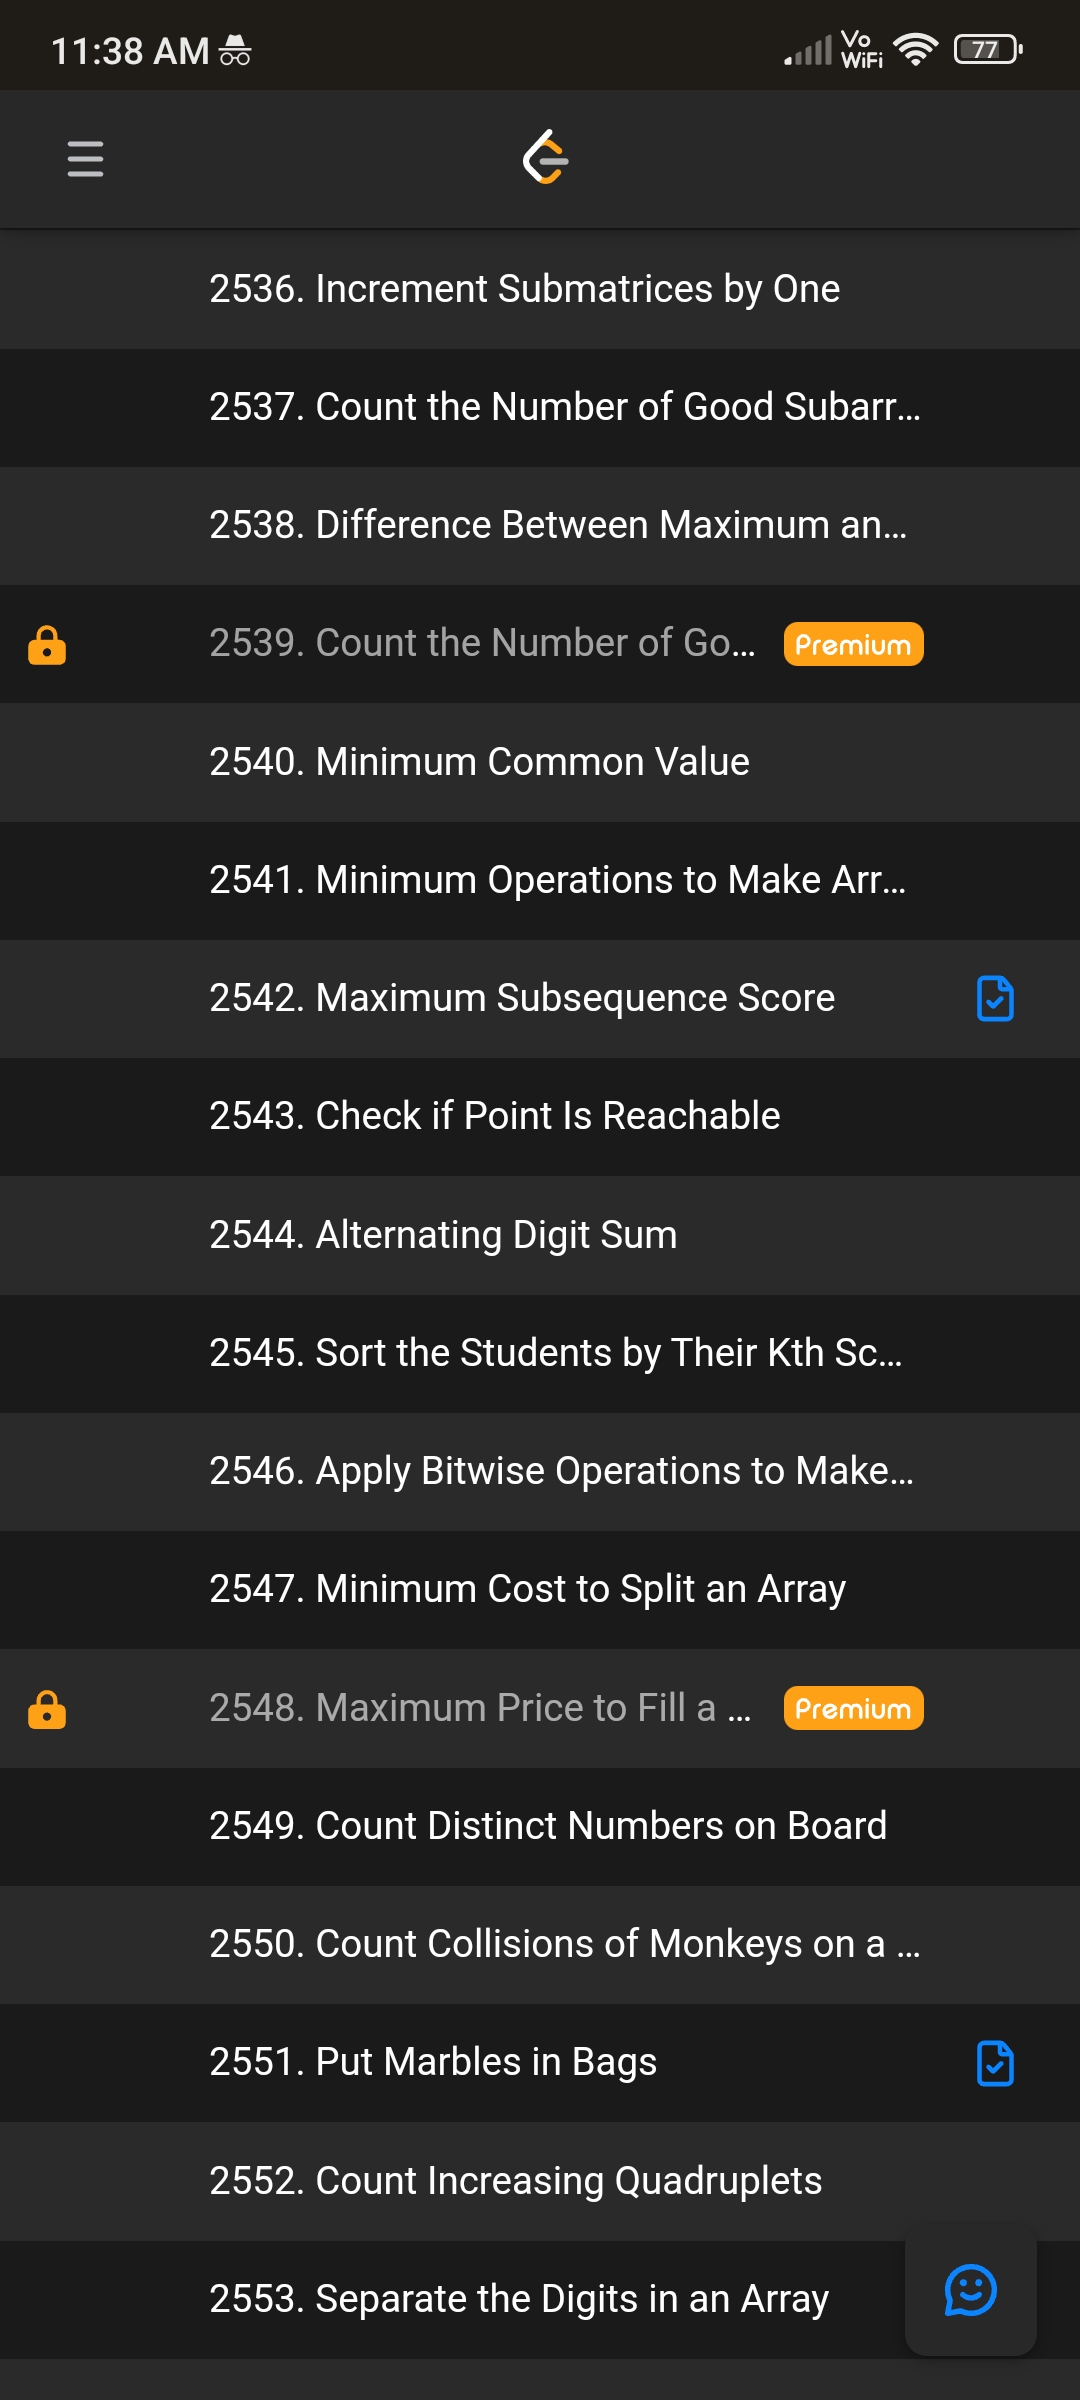 11:38 AM
Vo
WiFi
77
2536. Increment Submatrices by One
2537. Count the Number of Good Subarr...
2538. Difference Between Maximum an...
2539. Count the Number of Go... Premium
2540. Minimum Common Value
2541. Minimum Operations to Make Arr...
2542. Maximum Subsequence Score
2543. Check if Point Is Reachable
2544. Alternating Digit Sum
2545. Sort the Students by Their Kth Sc...
2546. Apply Bitwise Operations to Make...
2547. Minimum Cost to Split an Array
2548. Maximum Price to Fill a ... Premium
2549. Count Distinct Numbers on Board
2550. Count Collisions of Monkeys on a ...
2551. Put Marbles in Bags
2552. Count Increasing Quadruplets
2553. Separate the Digits in an Array